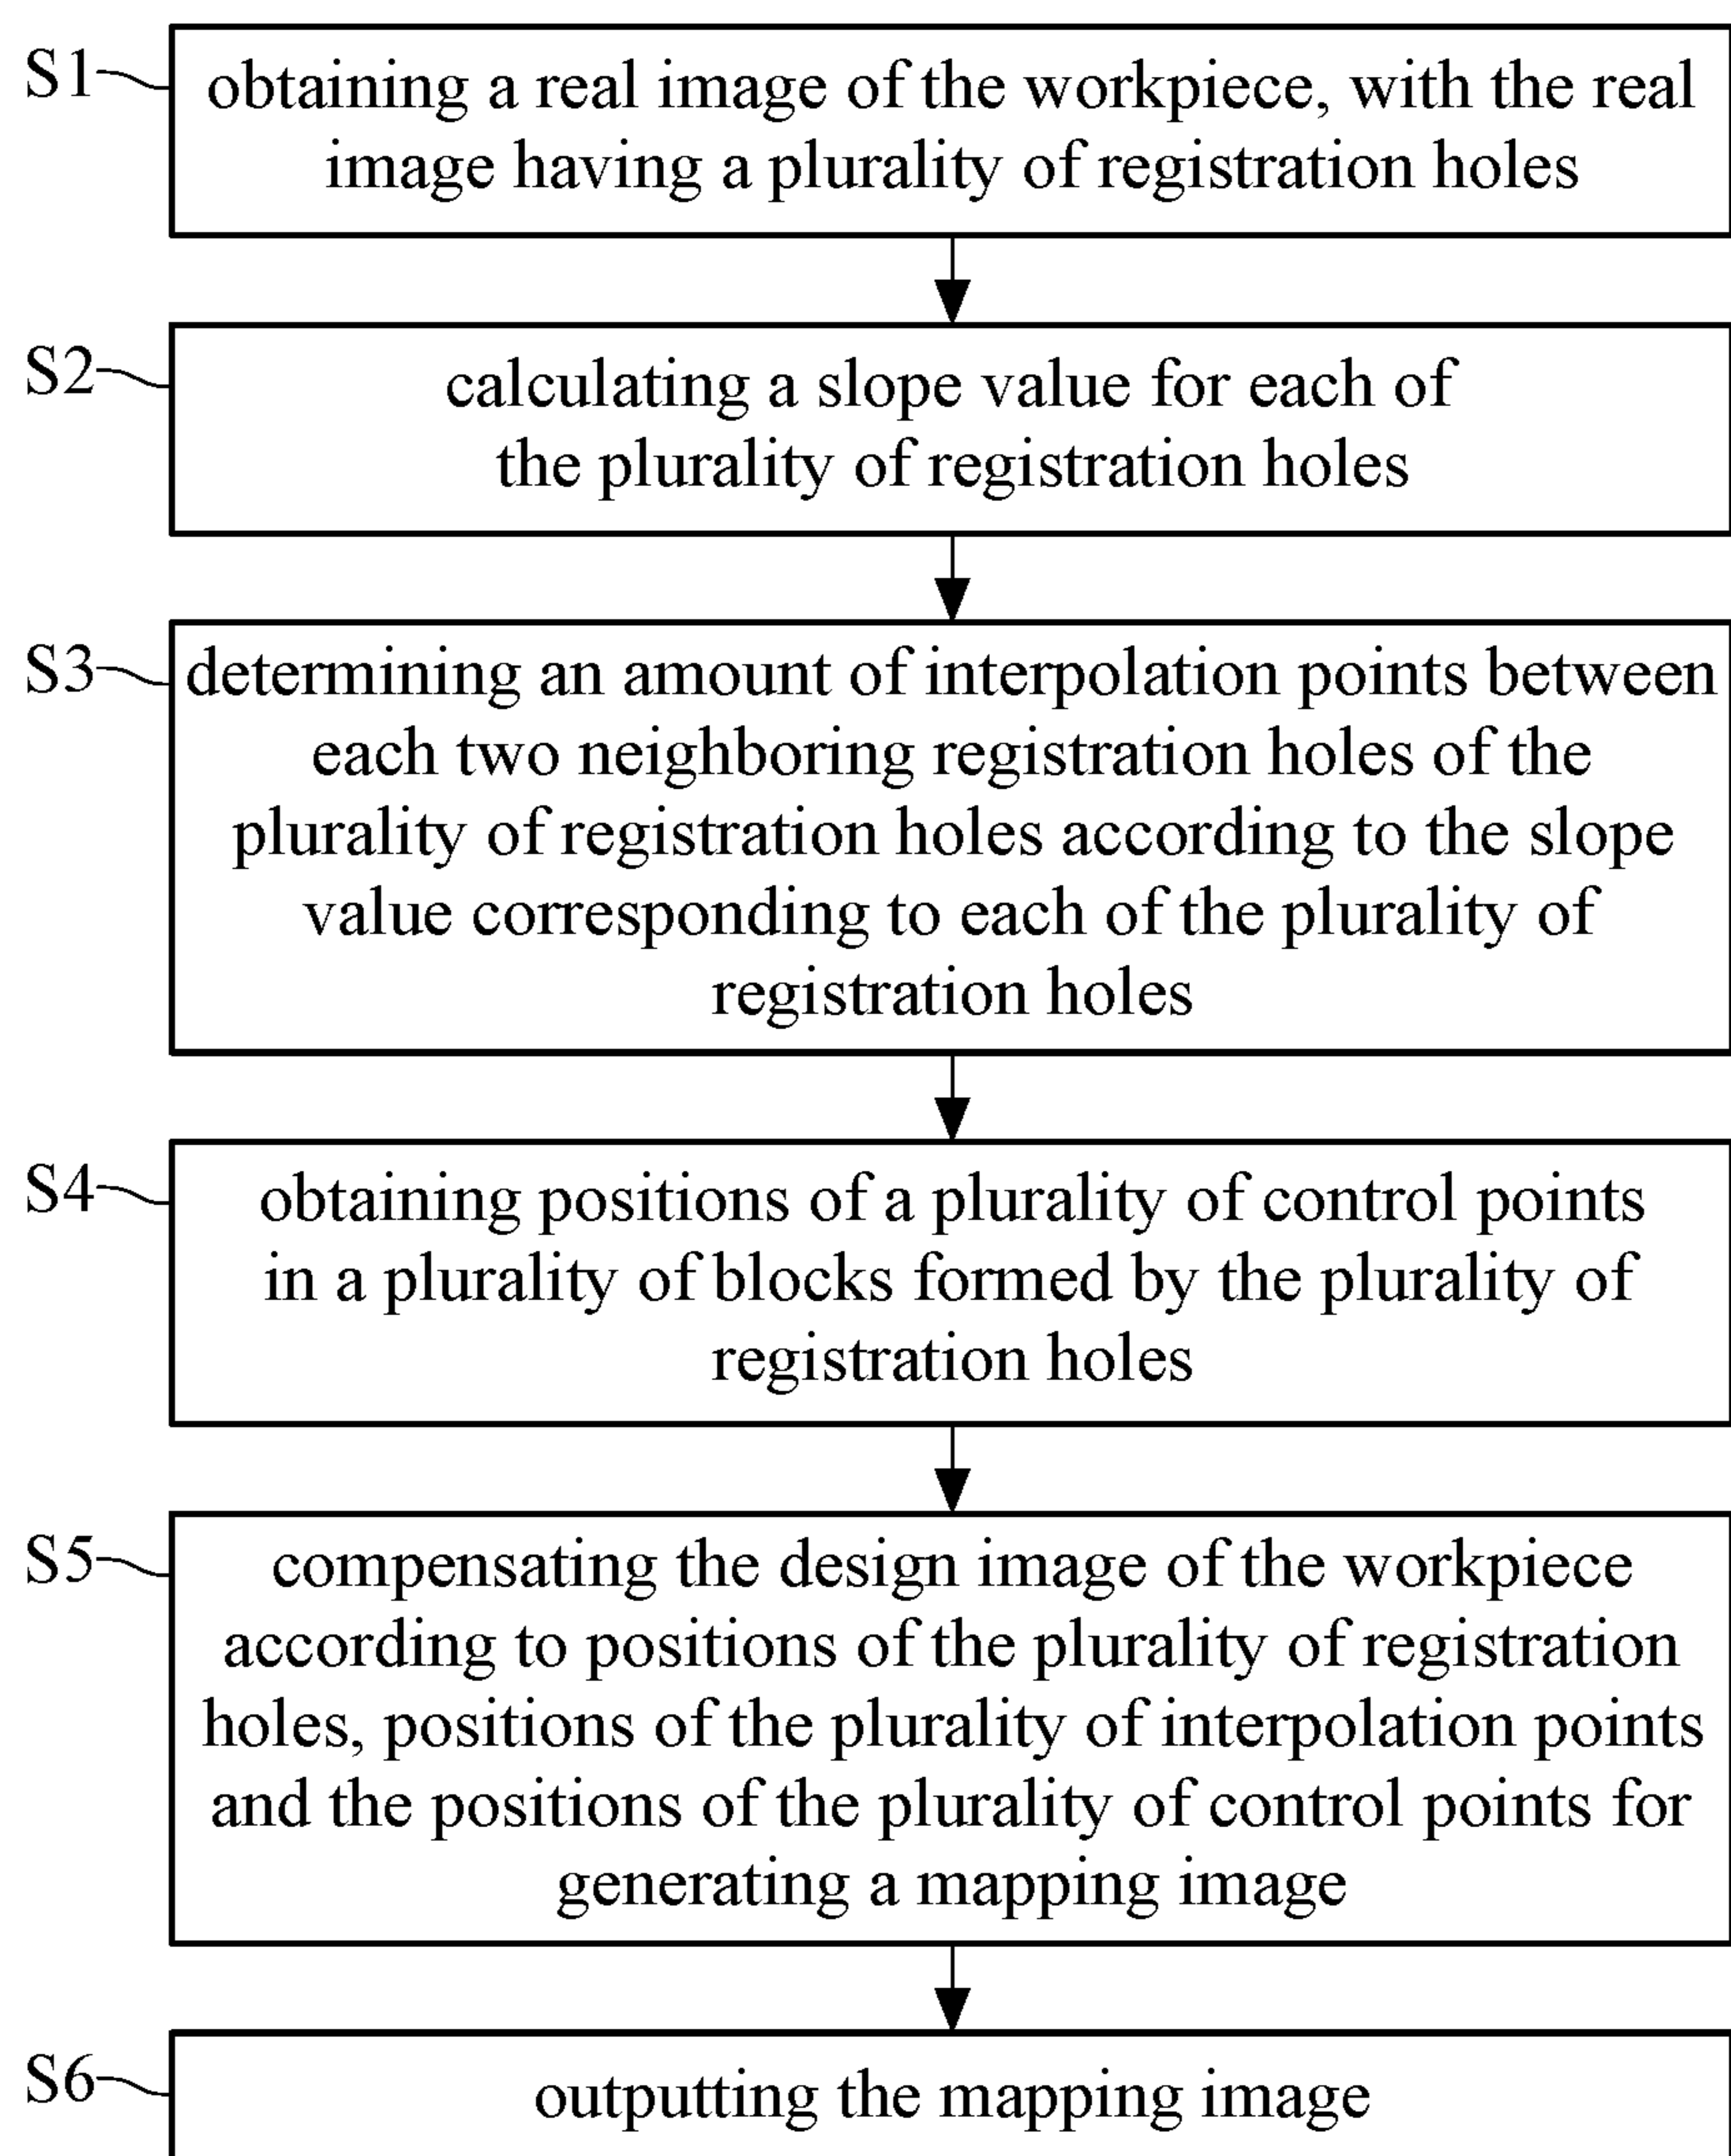 S1
obtaining a real image of the workpiece, with the real
image having a plurality of registration holes
S2
calculating a slope value for each of
the plurality of registration holes
S3
determining an amount of interpolation points between
each two neighboring registration holes of the
plurality of registration holes according to the slope
value corresponding to each of the plurality of
registration holes
S4
obtaining positions of a plurality of control points
in a plurality of blocks formed by the plurality of
registration holes
S5
compensating the design image of the workpiece
according to positions of the plurality of registration
holes, positions of the plurality of interpolation points
and the positions of the plurality of control points for
generating a mapping image
S6
outputting the mapping image